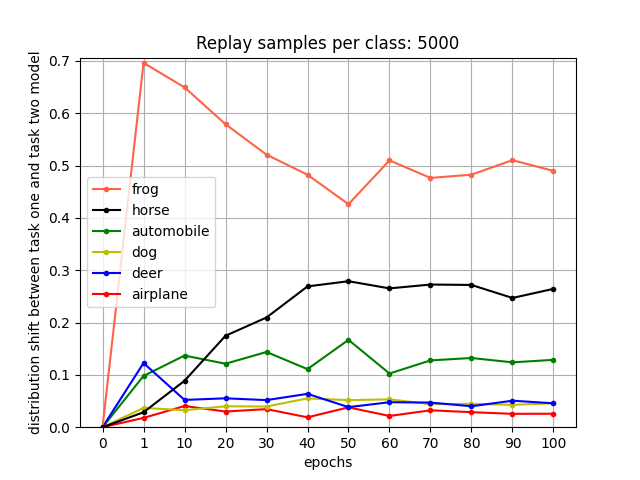 Replay samples per class: 5000
distribution shift between task one and task two model
0.7
0.6
0.5
0.4
0.3
0.2
0.1
0.0
frog
horse
automobile
dog
deer
airplane
0 1 10 20 30 40 50 60 70 80 90 100
epochs